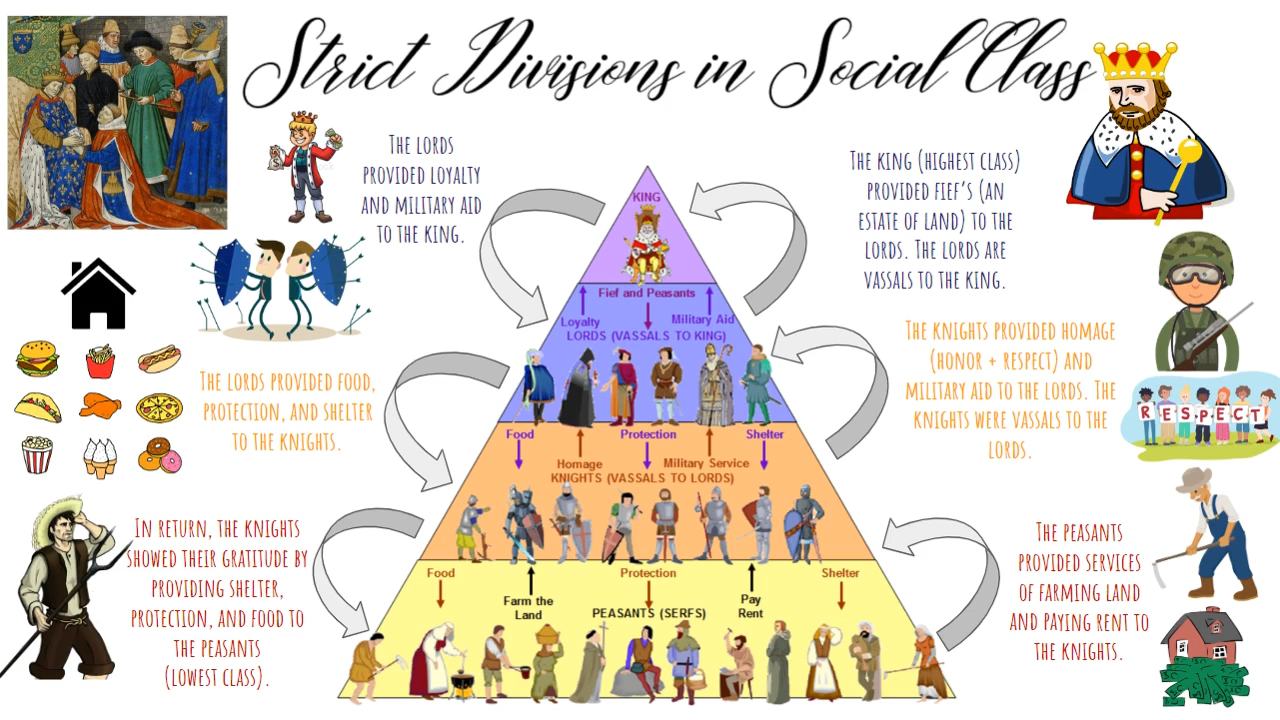 Strict Divisions in Social Class
THE LORDS
PROVIDED LOYALTY
AND MILITARY AID
TO THE KING.
THE KING (HIGHEST CLASS)
PROVIDED FIEF'S (AN
ESTATE OF LAND) TO THE
LORDS. THE LORDS ARE
VASSALS TO THE KING.
THE LORDS PROVIDED FOOD,
PROTECTION, AND SHELTER
TO THE KNIGHTS.
THE KNIGHTS PROVIDED HOMAGE
(HONOR + RESPECT) AND
MILITARY AID TO THE LORDS. THE
KNIGHTS WERE VASSALS TO THE
LORDS.
RESPECT
IN RETURN, THE KNIGHTS
SHOWED THEIR GRATITUDE BY
PROVIDING SHELTER,
PROTECTION, AND FOOD TO
THE PEASANTS
(LOWEST CLASS).
THE PEASANTS
PROVIDED SERVICES
OF FARMING LAND
AND PAYING RENT TO
THE KNIGHTS.
KING
Fief and Peasants
Loyalty
Military Aid
LORDS (VASSALS TO KING)
Food
Protection
Shelter
Homage
Military Service
KNIGHTS (VASSALS TO LORDS)
Food
Protection
Shelter
Farm the
Land
Pay
Rent
PEASANTS (SERFS)